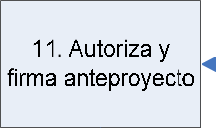 11. Autoriza y
firma anteproyecto